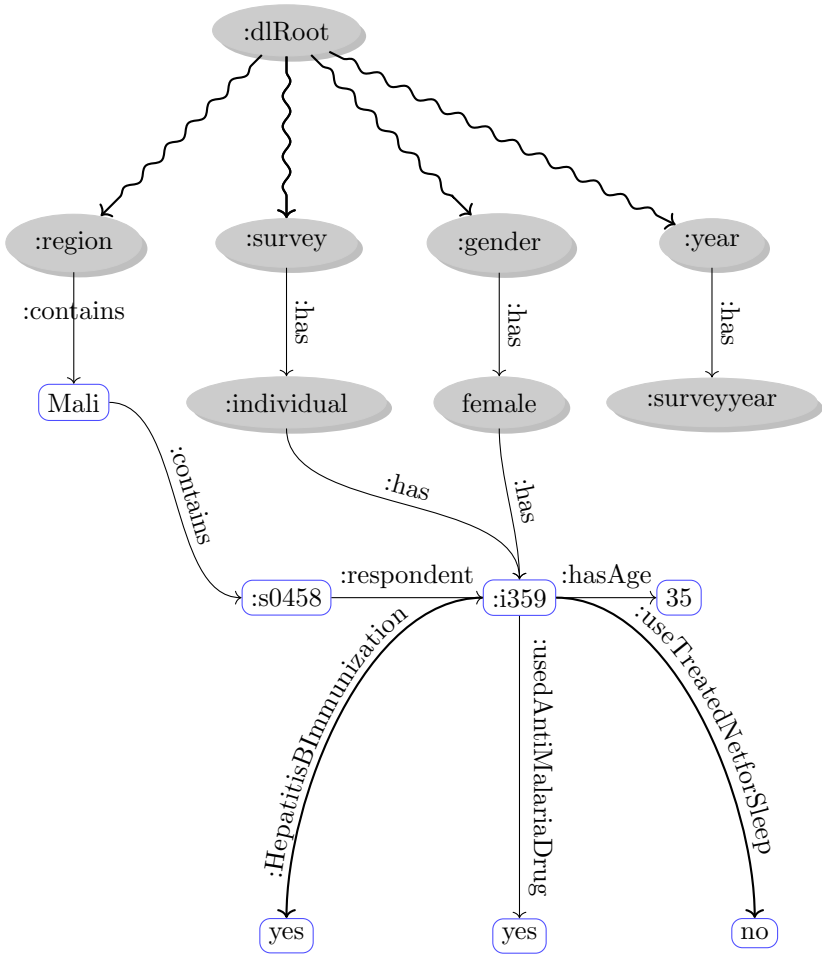 :dlRoot
:region
:survey
:gender
:year
:contains
:has
:has
:has
Mali
:individual
female
:surveyyear
:contains
:has
:has
:s0458
:respondent
:i359
:hasAge
35
:HepatitisBImmunization
:usedAntiMalariaDrug
:useTreatedNetforSleep
yes
yes
no